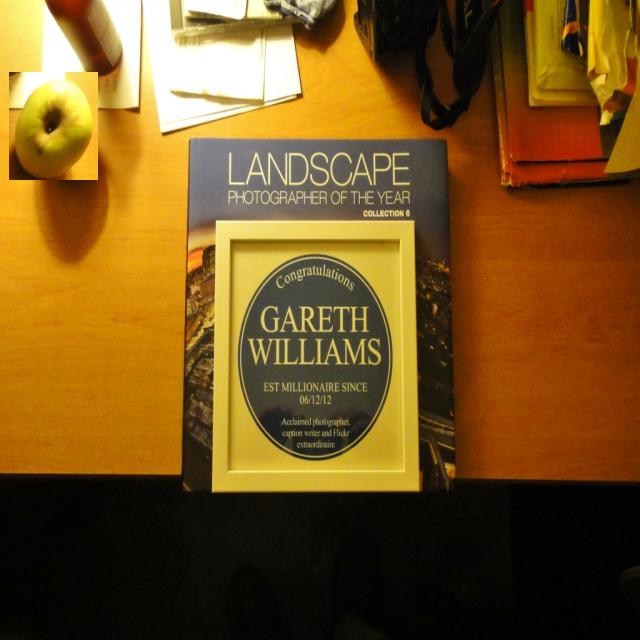 LANDSCAPE
PHOTOGRAPHER OF THE YEAR
COLLECTION 6
Congratulations
GARETH
WILLIAMS
EST MILLIONAIRE SINCE
06/12/12
Acclaimed photographer,
caption writer and Flickr
extraordinaire